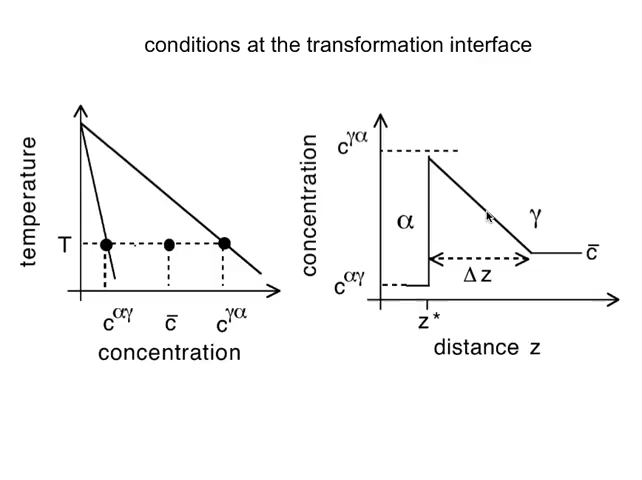 conditions at the transformation interface
temperature
T
c^αγ
c̄
c^γα
concentration
concentration
c^γα
α
γ
c̄
Δz
c^αγ
z*
distance z